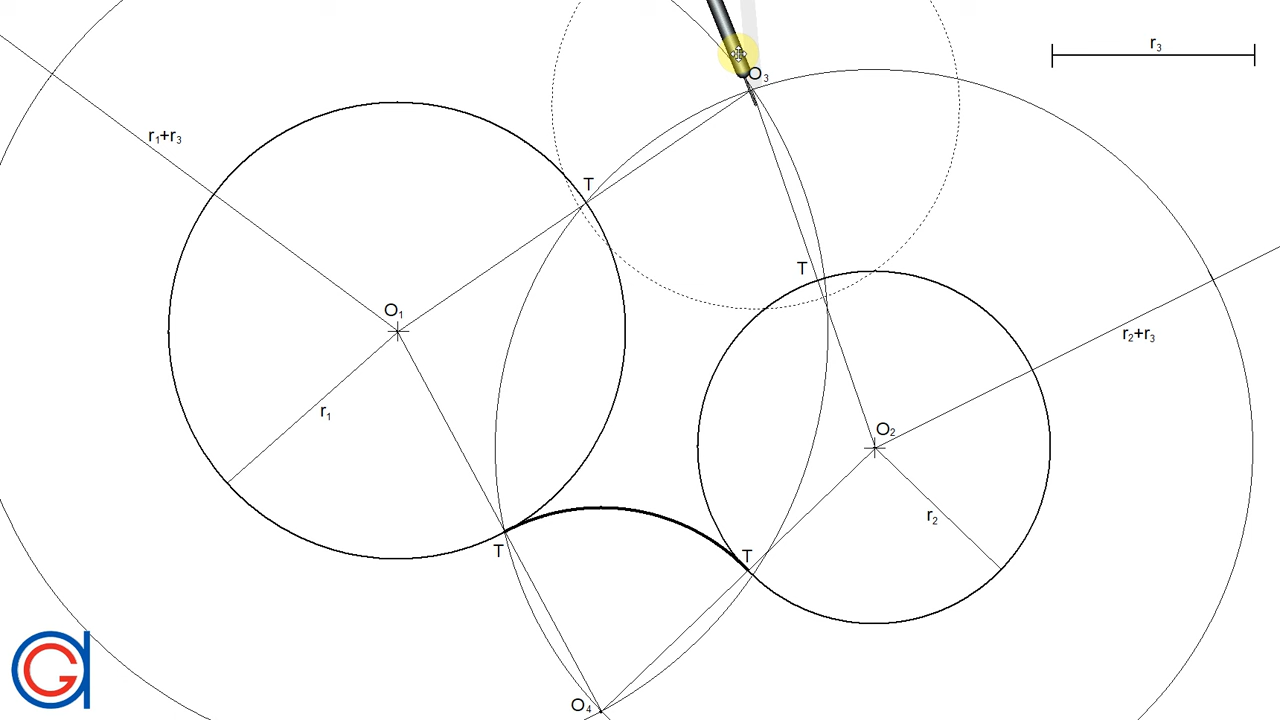 r₃
O₃
r₁+r₃
T
T
O₁
r₂+r₃
r₁
O₂
r₂
T
T
O₄